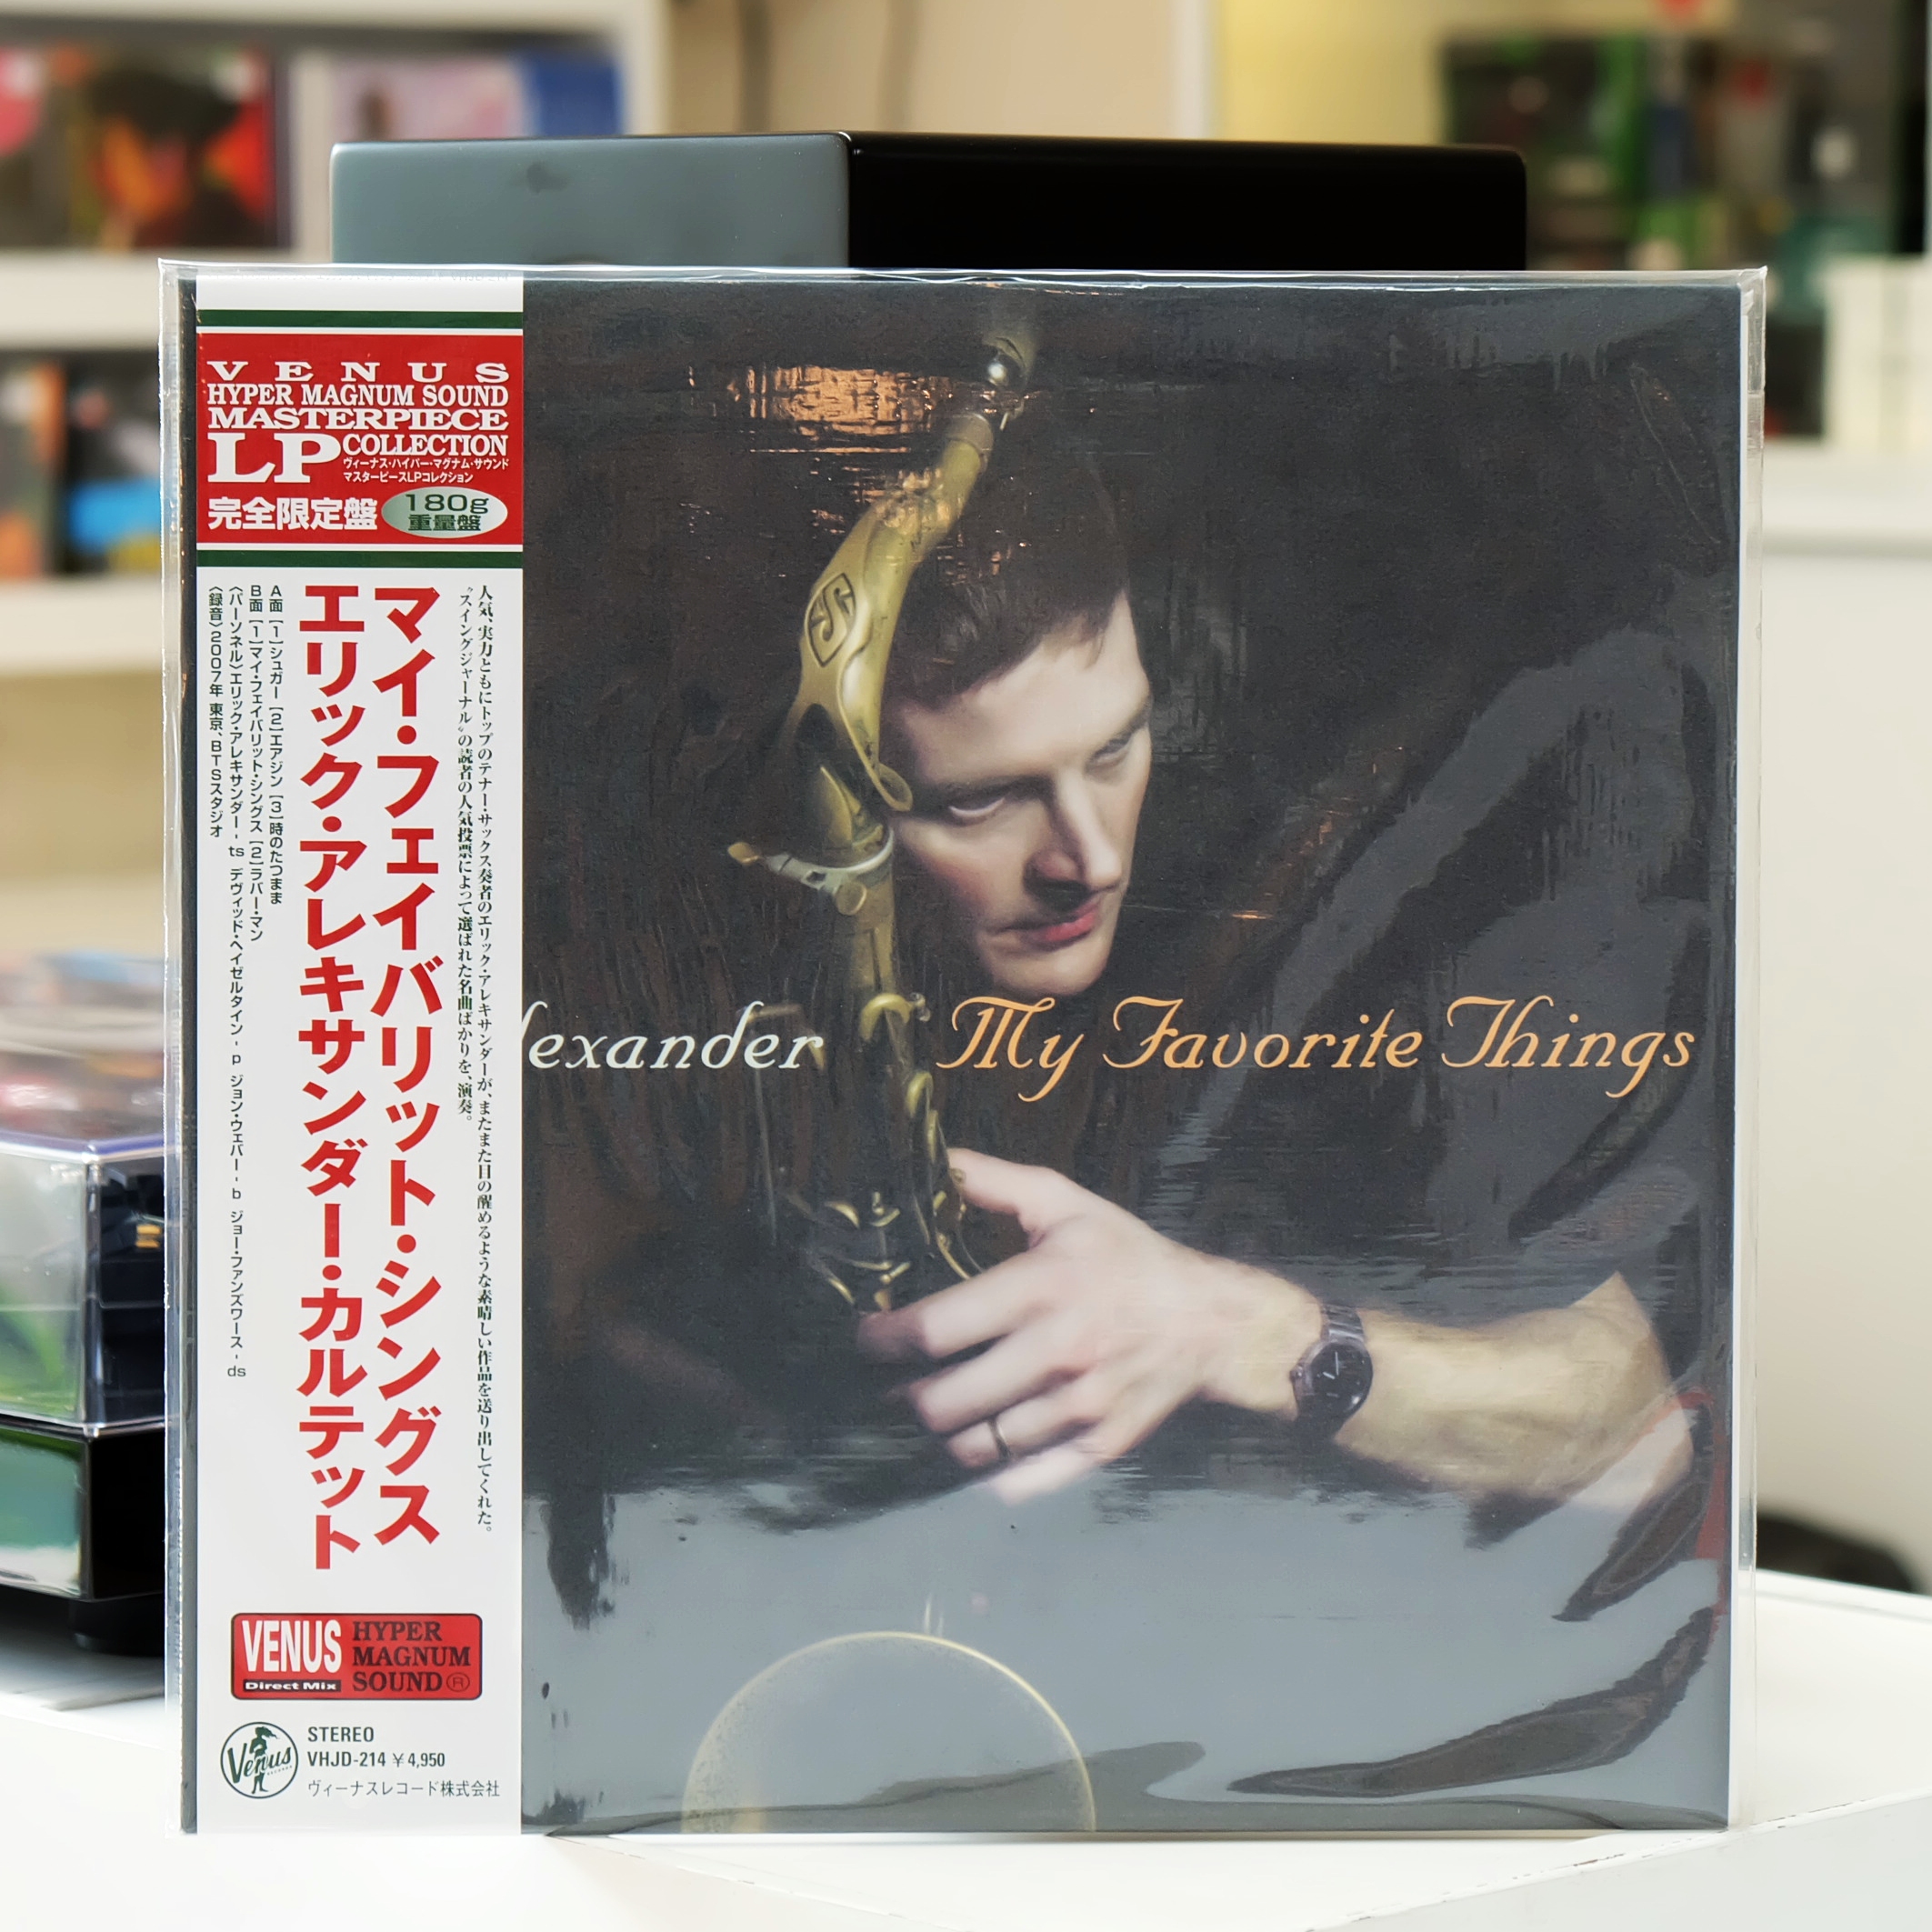 VENUS
HYPER MAGNUM SOUND
MASTERPIECE
LP COLLECTION
ヴィーナス・ハイパー・マグナム・サウンド
マスターピースLPコレクション
完全限定盤
180g
重量盤
人気、実力ともにトップのテナー・サックス奏者のエリック・アレキサンダーが、またまた目の醒めるような素晴しい作品を送り出してくれた。
“スイングジャーナル”の読者の人気投票によって選ばれた名曲ばかりを、演奏。
マイ・フェイバリット・シングス
エリック・アレキサンダー・カルテット
A面 [1]シュガー [2]エアジン [3]時のたつまま
B面 [1]マイ・フェイバリット・シングス [2]ラバー・マン
〈パーソネル〉エリック・アレキサンダー - ts デヴィッド・ヘイゼルタイン - p ジョン・ウェバー - b ジョー・ファンズワース - ds
〈録音〉2007年 東京、BTSスタジオ
VENUS
Direct Mix
HYPER
MAGNUM
SOUND®
Venus
RECORDS
STEREO
VHJD-214 ¥4,950
ヴィーナスレコード株式会社
lexander My Favorite Things